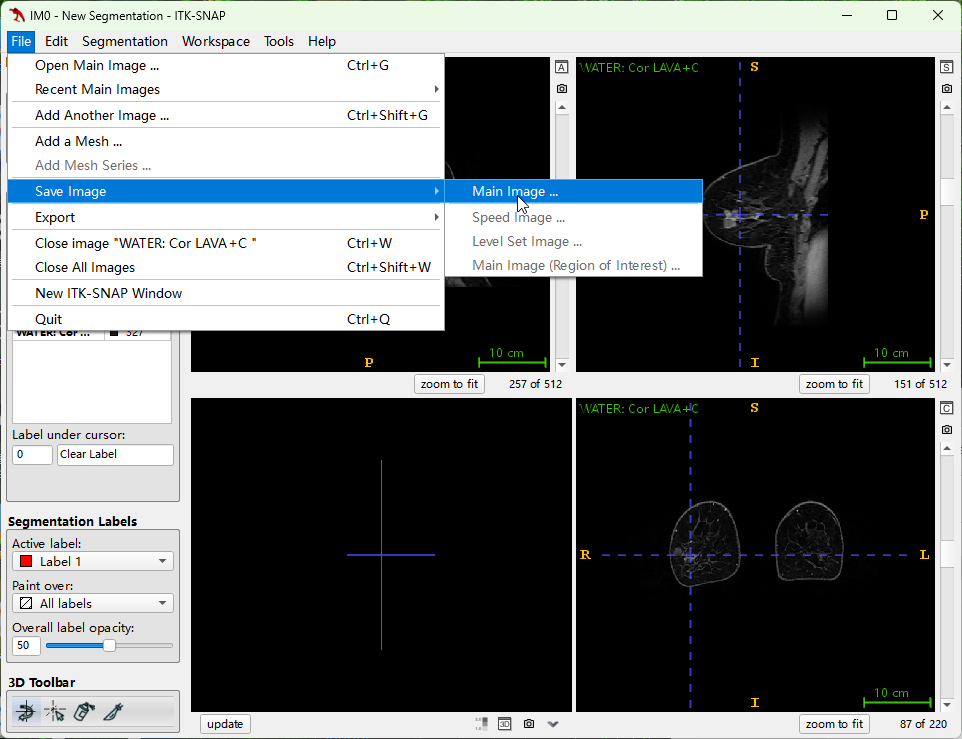 IM0 - New Segmentation - ITK-SNAP
File Edit Segmentation Workspace Tools Help
Open Main Image ... Ctrl+G
Recent Main Images
Add Another Image ... Ctrl+Shift+G
Add a Mesh ...
Add Mesh Series ...
Save Image
Export
Close image "WATER: Cor LAVA+C " Ctrl+W
Close All Images Ctrl+Shift+W
New ITK-SNAP Window
Quit Ctrl+Q
Main Image ...
Speed Image ...
Level Set Image ...
Main Image (Region of Interest) ...
A
P
10 cm
zoom to fit 257 of 512
WATER: Cor LAVA+C S
S
P
I
10 cm
zoom to fit 151 of 512
WATER: Cor ... 527
Label under cursor:
0 Clear Label
Segmentation Labels
Active label:
Label 1
Paint over:
All labels
Overall label opacity:
50
3D Toolbar
update
3D
WATER: Cor LAVA+C S
C
R L
I
10 cm
zoom to fit 87 of 220